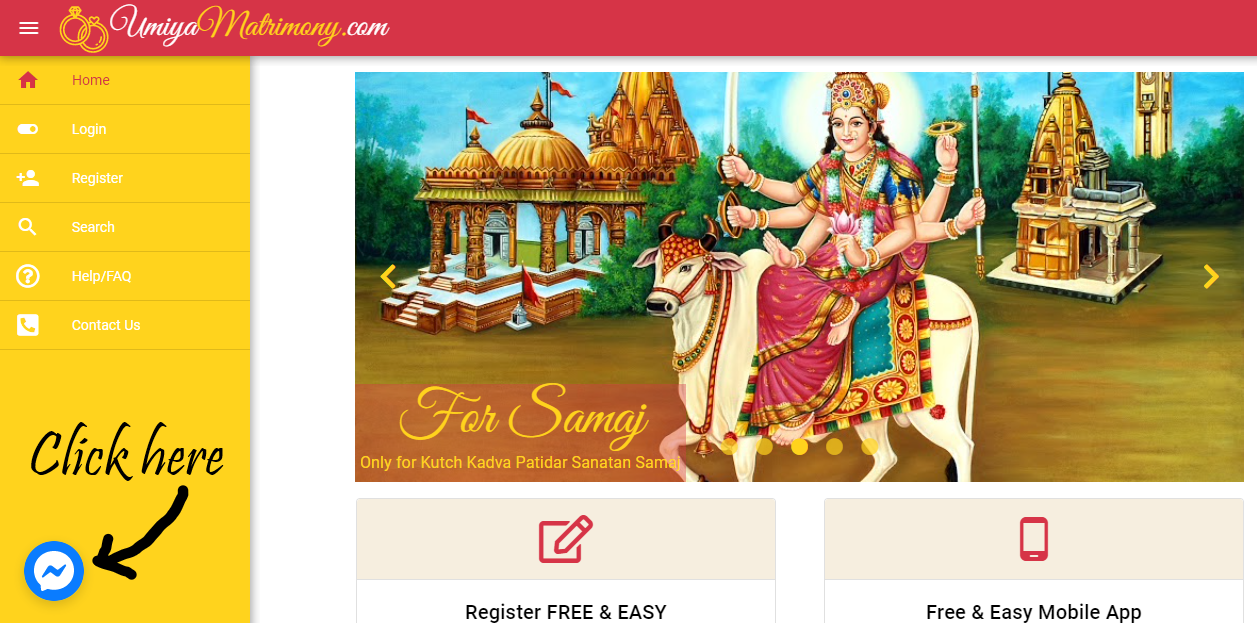 UmiyaMatrimony.com
Home
Login
Register
Search
Help/FAQ
Contact Us
Click here
For Samaj
Only for Kutch Kadva Patidar Sanatan Samaj
Register FREE & EASY
Free & Easy Mobile App